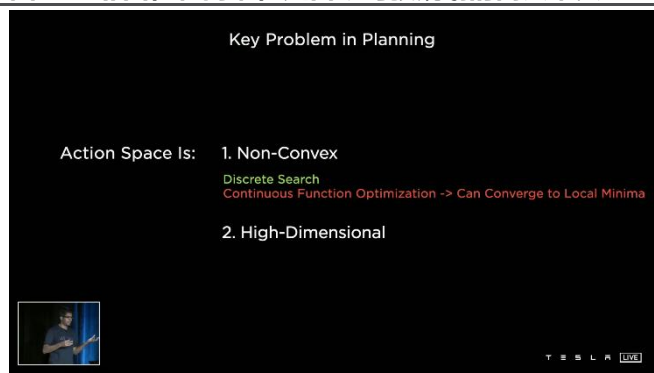 Key Problem in Planning
Action Space Is: 1. Non-Convex
Discrete Search
Continuous Function Optimization -> Can Converge to Local Minima
2. High-Dimensional
TESLA LIVE